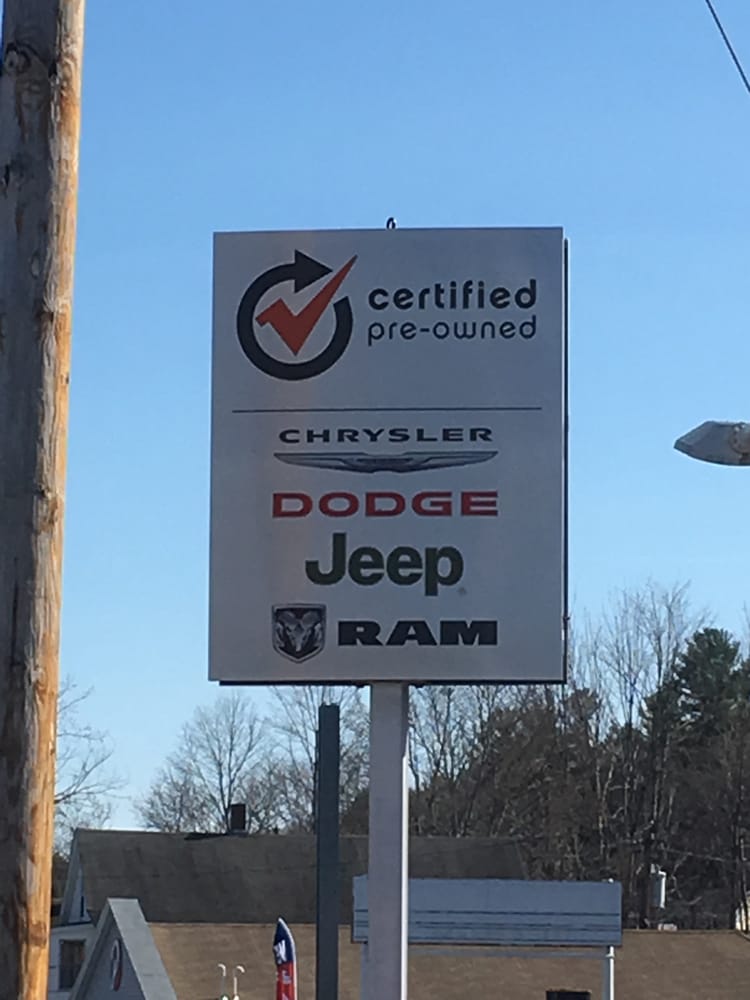 certified
pre-owned
CHRYSLER
DODGE
Jeep
RAM